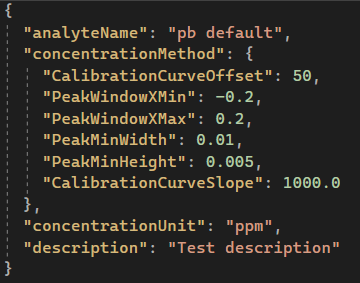 {
  "analyteName": "pb default",
  "concentrationMethod": {
    "CalibrationCurveOffset": 50,
    "PeakWindowXMin": -0.2,
    "PeakWindowXMax": 0.2,
    "PeakMinWidth": 0.01,
    "PeakMinHeight": 0.005,
    "CalibrationCurveSlope": 1000.0
  },
  "concentrationUnit": "ppm",
  "description": "Test description"
}